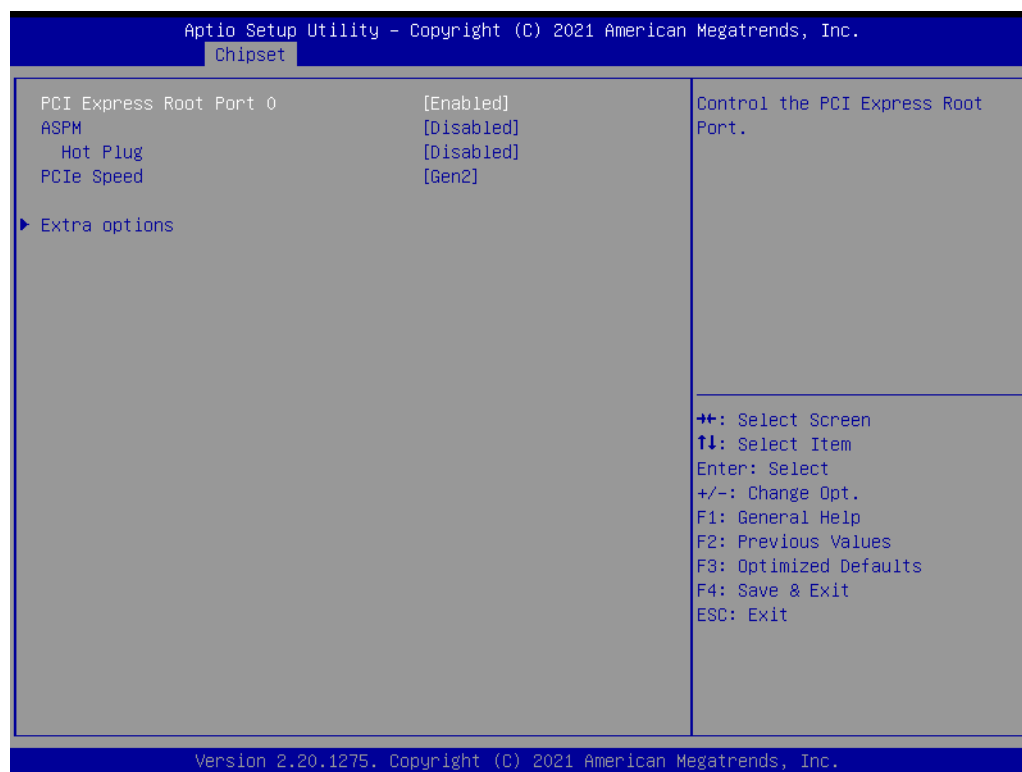 Aptio Setup Utility – Copyright (C) 2021 American Megatrends, Inc.
Chipset
PCI Express Root Port 0 [Enabled]
ASPM [Disabled]
Hot Plug [Disabled]
PCIe Speed [Gen2]
▶ Extra options
Control the PCI Express Root
Port.
→←: Select Screen
↑↓: Select Item
Enter: Select
+/-: Change Opt.
F1: General Help
F2: Previous Values
F3: Optimized Defaults
F4: Save & Exit
ESC: Exit
Version 2.20.1275. Copyright (C) 2021 American Megatrends, Inc.